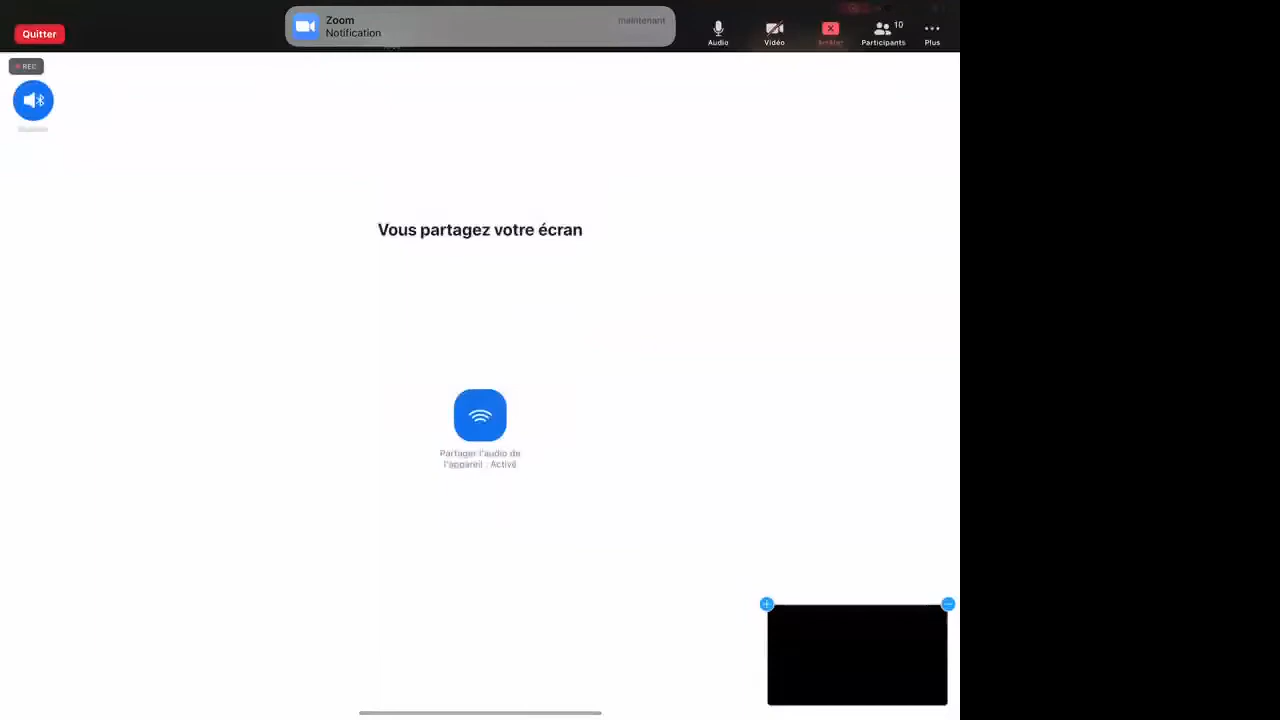 Quitter
Zoom
maintenant
Notification
Audio
Vidéo
Arrêter
10
Participants
Plus
REC
Vous partagez votre écran
Partager l'audio de
l'appareil : Activé